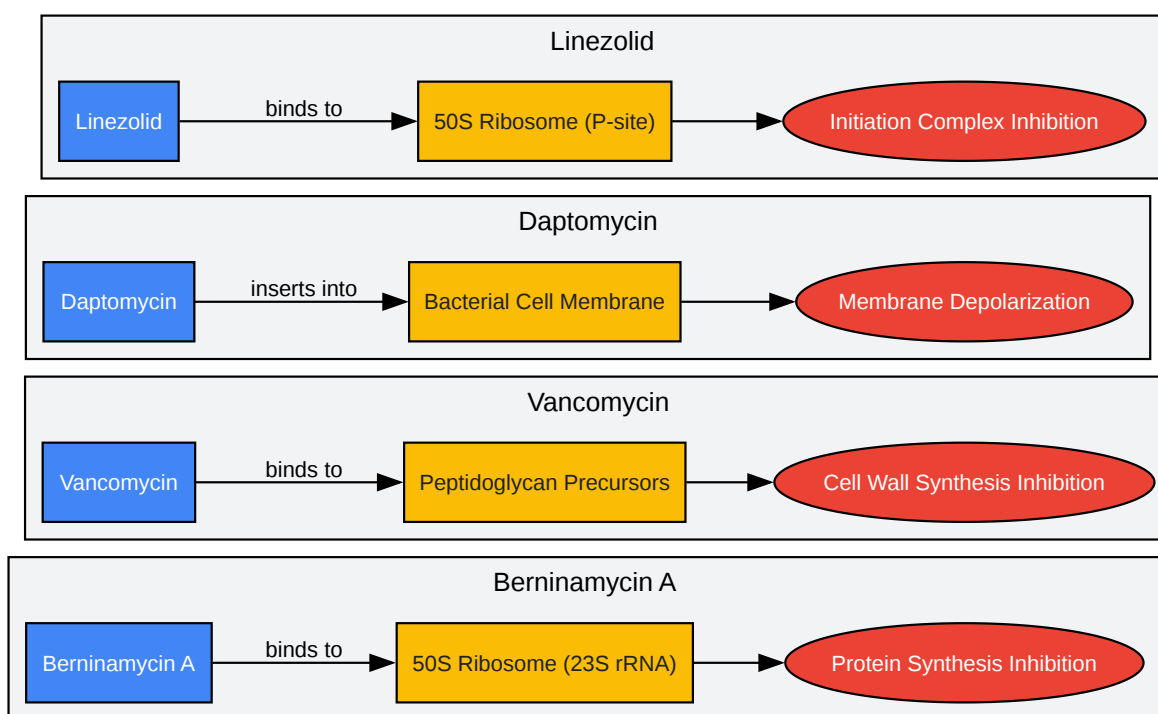 Linezolid
Linezolid
binds to
50S Ribosome (P-site)
Initiation Complex Inhibition
Daptomycin
Daptomycin
inserts into
Bacterial Cell Membrane
Membrane Depolarization
Vancomycin
Vancomycin
binds to
Peptidoglycan Precursors
Cell Wall Synthesis Inhibition
Berninamycin A
Berninamycin A
binds to
50S Ribosome (23S rRNA)
Protein Synthesis Inhibition